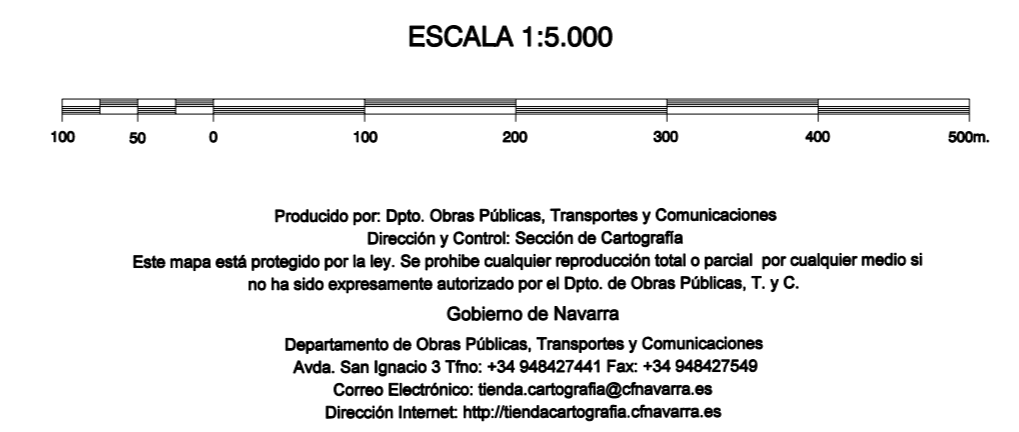 ESCALA 1:5.000
100 50 0 100 200 300 400 500m.
Producido por: Dpto. Obras Públicas, Transportes y Comunicaciones
Dirección y Control: Sección de Cartografía
Este mapa está protegido por la ley. Se prohibe cualquier reproducción total o parcial por cualquier medio si
no ha sido expresamente autorizado por el Dpto. de Obras Públicas, T. y C.
Gobierno de Navarra
Departamento de Obras Públicas, Transportes y Comunicaciones
Avda. San Ignacio 3 Tfno: +34 948427441 Fax: +34 948427549
Correo Electrónico: tienda.cartografia@cfnavarra.es
Dirección Internet: http://tiendacartografia.cfnavarra.es